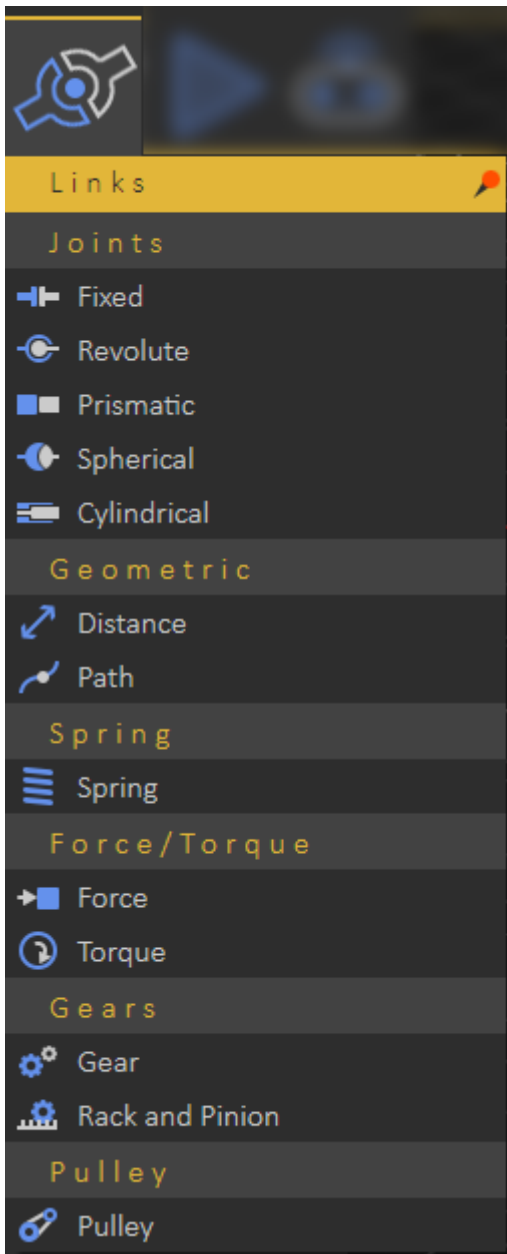 Links
Joints
Fixed
Revolute
Prismatic
Spherical
Cylindrical
Geometric
Distance
Path
Spring
Spring
Force/Torque
Force
Torque
Gears
Gear
Rack and Pinion
Pulley
Pulley